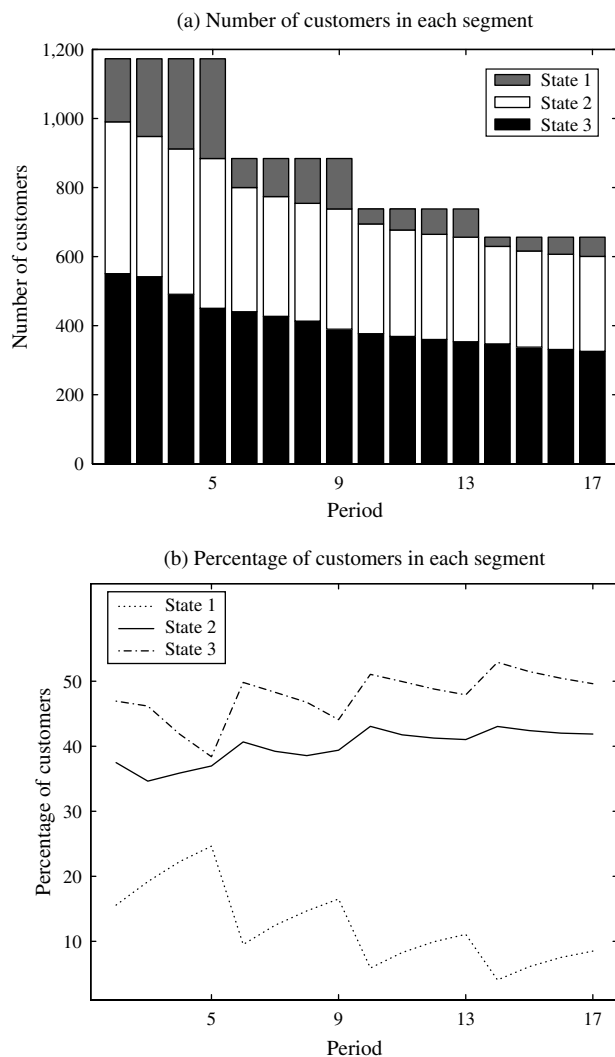 (a) Number of customers in each segment
1,200
1,000
800
600
400
200
0
Number of customers
State 1
State 2
State 3
5 9 13 17
Period
(b) Percentage of customers in each segment
State 1
State 2
State 3
50
40
30
20
10
Percentage of customers
5 9 13 17
Period